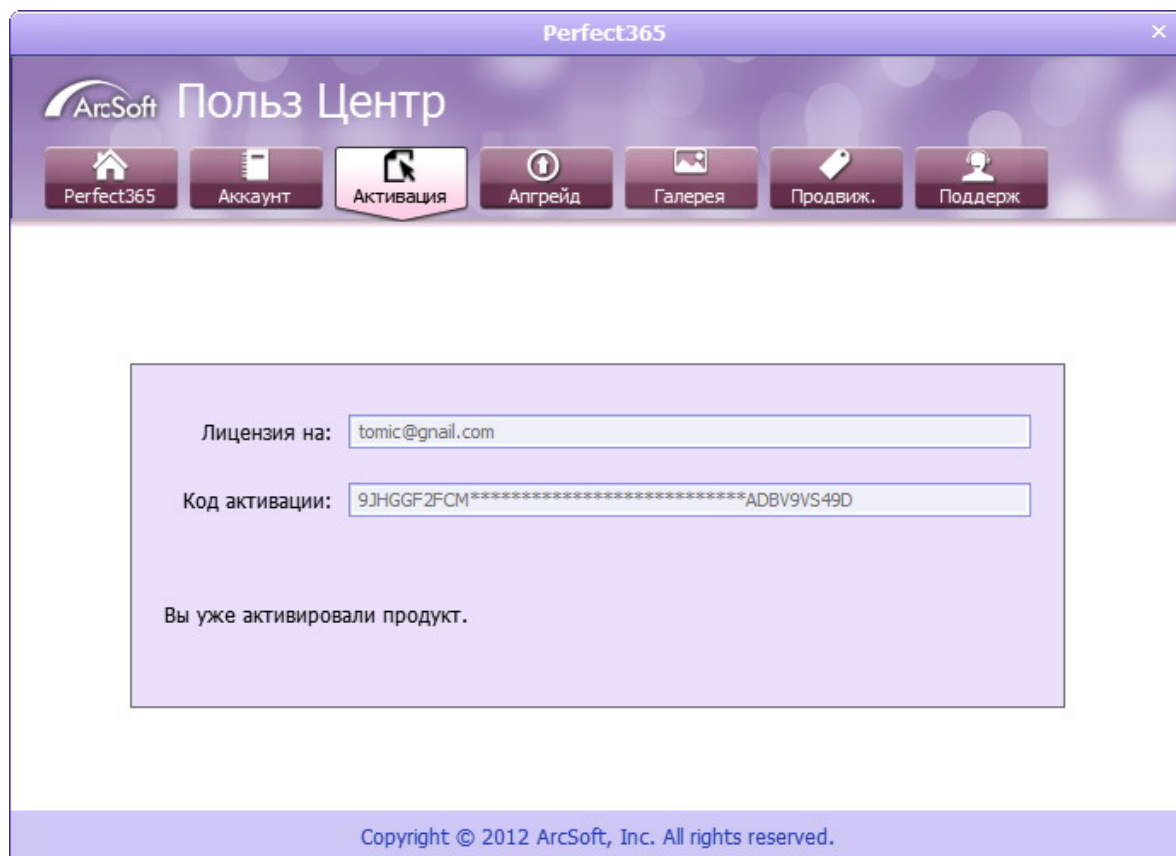 Perfect365
ArcSoft Польз Центр
Perfect365 Аккаунт Активация Апгрейд Галерея Продвиж. Поддерж
Лицензия на: tomic@gnail.com
Код активации: 9JHGGF2FCM***************************ADBV9VS49D
Вы уже активировали продукт.
Copyright © 2012 ArcSoft, Inc. All rights reserved.